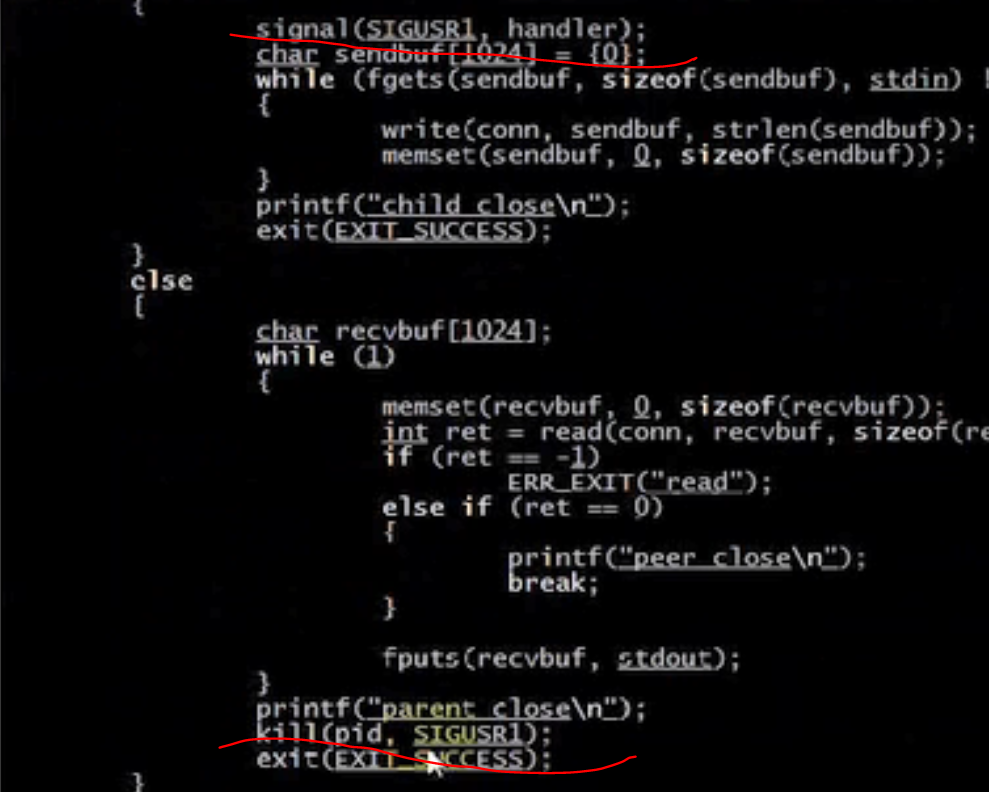 {
signal(SIGUSR1, handler);
char sendbuf[1024] = {0};
while (fgets(sendbuf, sizeof(sendbuf), stdin) !
{
write(conn, sendbuf, strlen(sendbuf));
memset(sendbuf, 0, sizeof(sendbuf));
}
printf("child close\n");
exit(EXIT_SUCCESS);
}
else
{
char recvbuf[1024];
while (1)
{
memset(recvbuf, 0, sizeof(recvbuf));
int ret = read(conn, recvbuf, sizeof(re
if (ret == -1)
ERR_EXIT("read");
else if (ret == 0)
{
printf("peer close\n");
break;
}
fputs(recvbuf, stdout);
}
printf("parent close\n");
kill(pid, SIGUSR1);
exit(EXIT_SUCCESS);
}